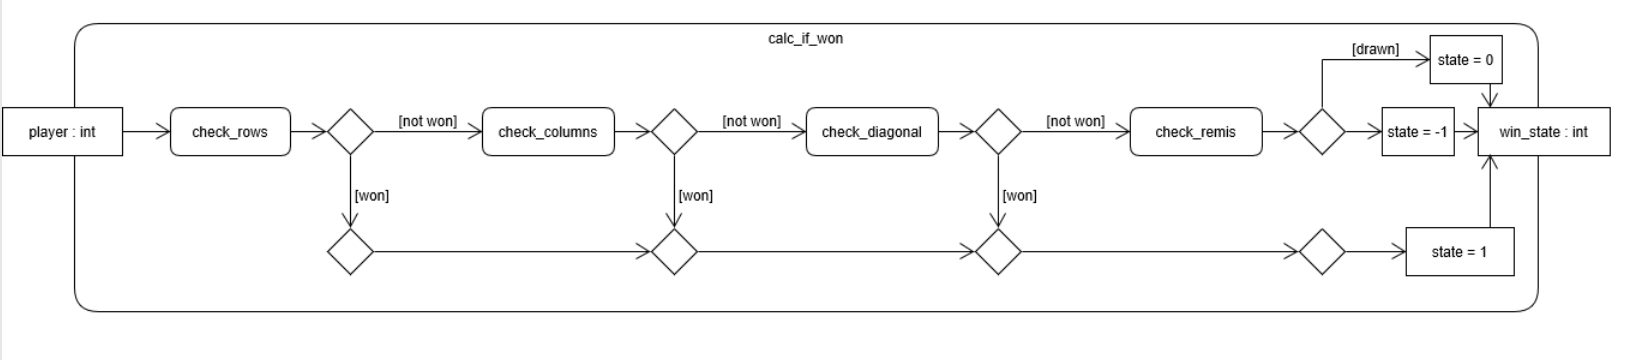 calc_if_won
[drawn]
state = 0
player : int
check_rows
[not won]
check_columns
[not won]
check_diagonal
[not won]
check_remis
state = -1
win_state : int
[won]
[won]
[won]
state = 1